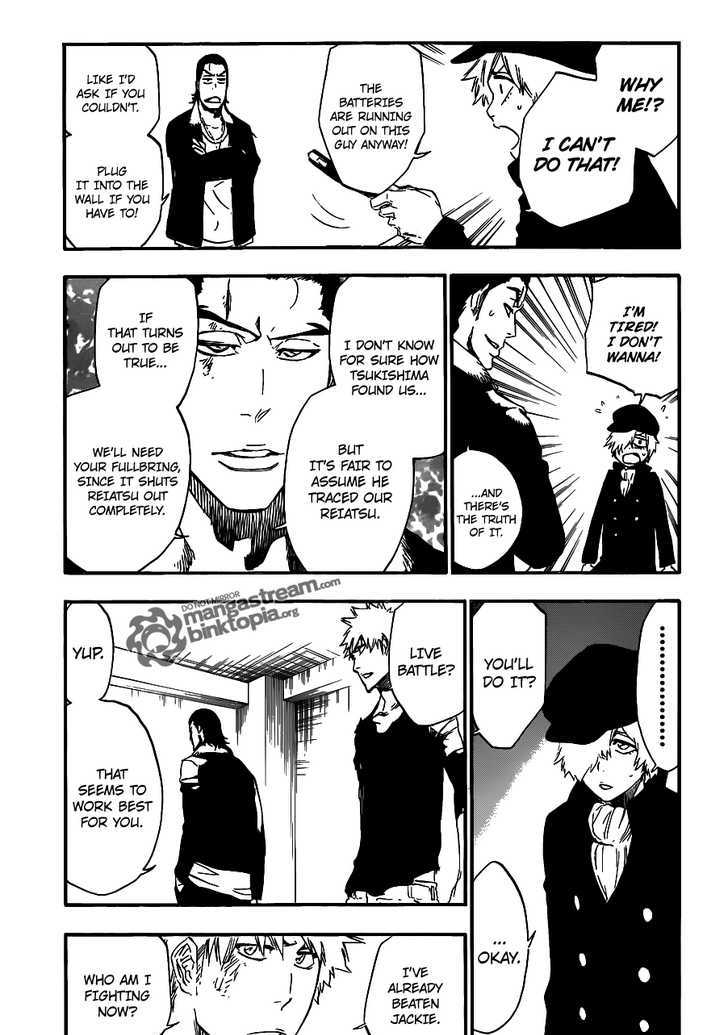 WHY
ME!?
I CAN'T
DO THAT!
THE
BATTERIES
ARE RUNNING
OUT ON THIS
GUY ANYWAY!
LIKE I'D
ASK IF YOU
COULDN'T.
PLUG
IT INTO THE
WALL IF YOU
HAVE TO!
I'M
TIRED!
I DON'T
WANNA!
...AND
THERE'S
THE TRUTH
OF IT.
I DON'T KNOW
FOR SURE HOW
TSUKISHIMA
FOUND US...
BUT
IT'S FAIR TO
ASSUME HE
TRACED OUR
REIATSU.
IF
THAT TURNS
OUT TO BE
TRUE...
WE'LL NEED
YOUR FULLBRING,
SINCE IT SHUTS
REIATSU OUT
COMPLETELY.
..........
YOU'LL
DO IT?
...
OKAY.
LIVE
BATTLE?
YUP.
THAT
SEEMS TO
WORK BEST
FOR YOU.
DO NOT MIRROR
mangastream.com
binktopia.org
I'VE
ALREADY
BEATEN
JACKIE.
WHO AM I
FIGHTING
NOW?